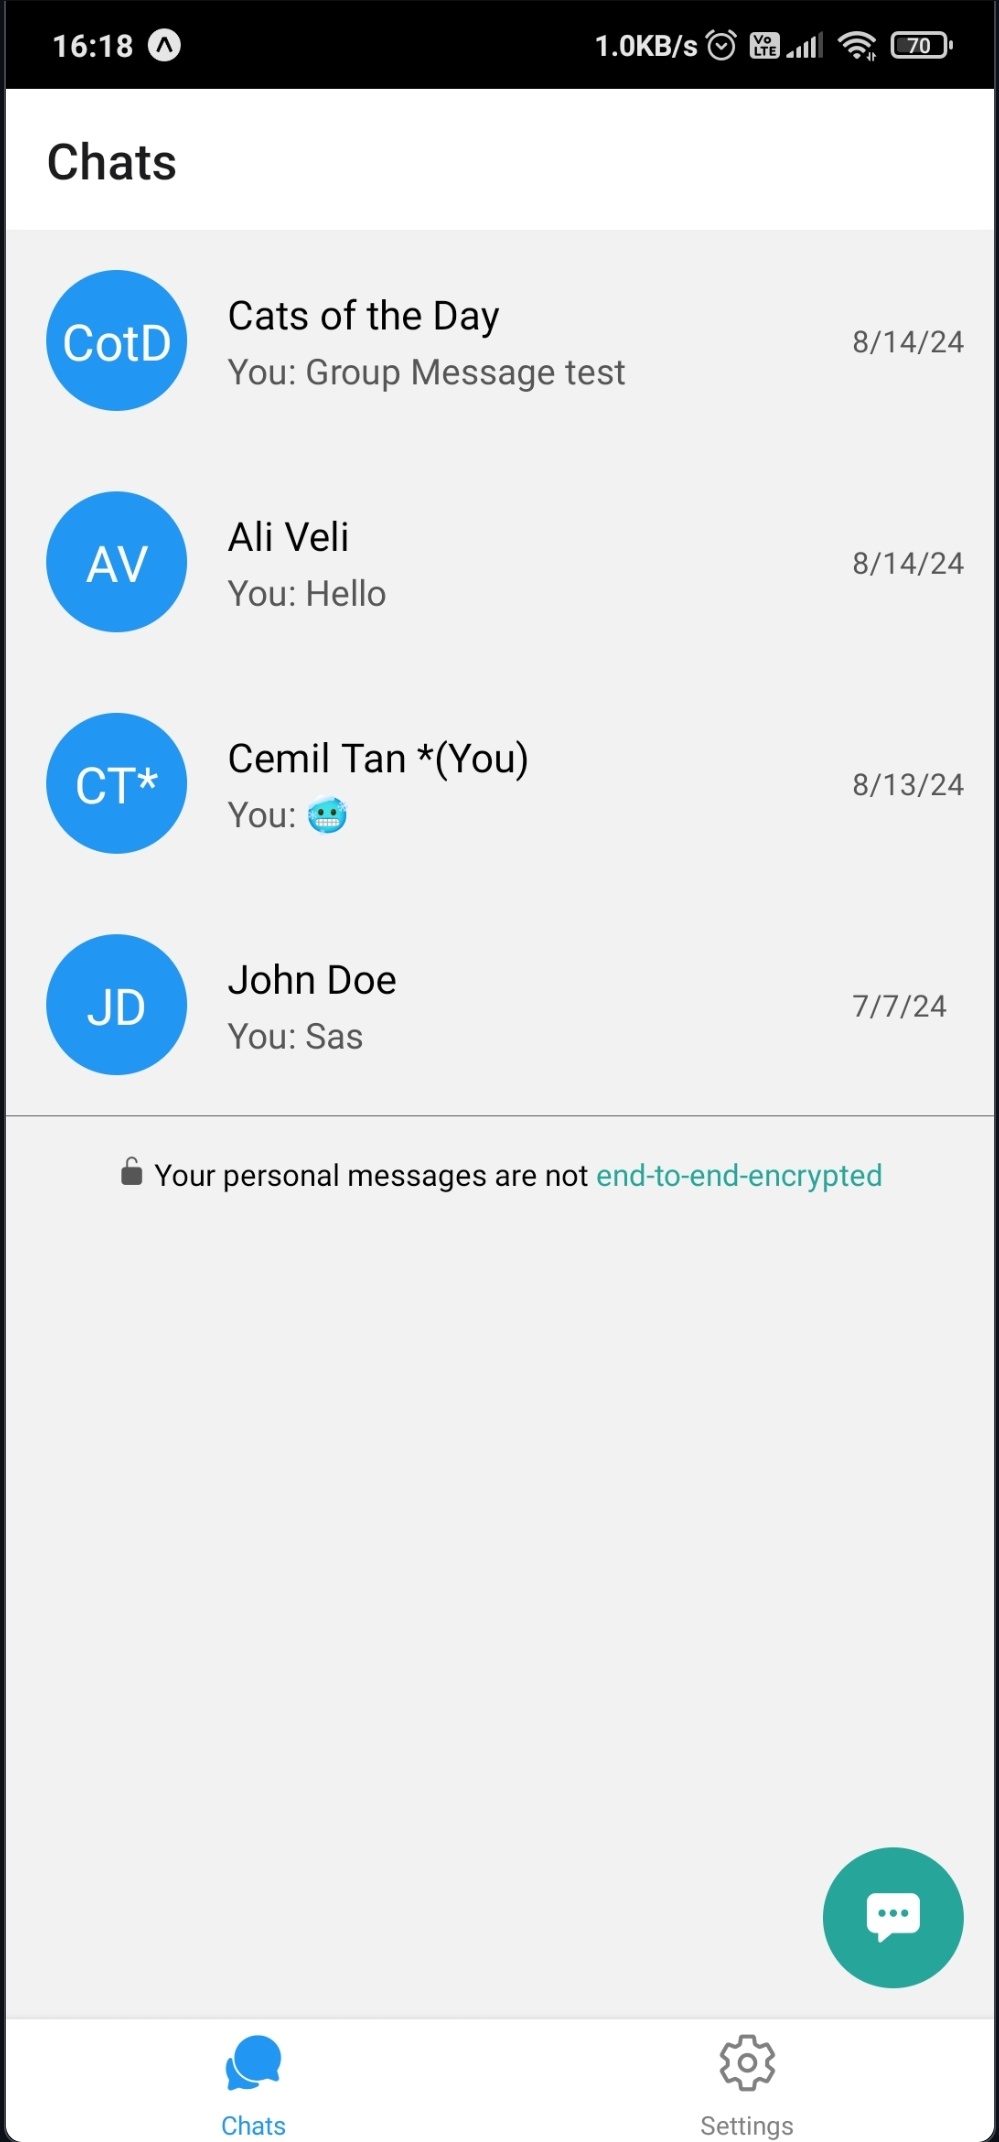 16:18 1.0KB/s Vo LTE 70
Chats
CotD Cats of the Day 8/14/24
You: Group Message test
AV Ali Veli 8/14/24
You: Hello
CT* Cemil Tan *(You) 8/13/24
You: 🥶
JD John Doe 7/7/24
You: Sas
Your personal messages are not end-to-end-encrypted
Chats Settings